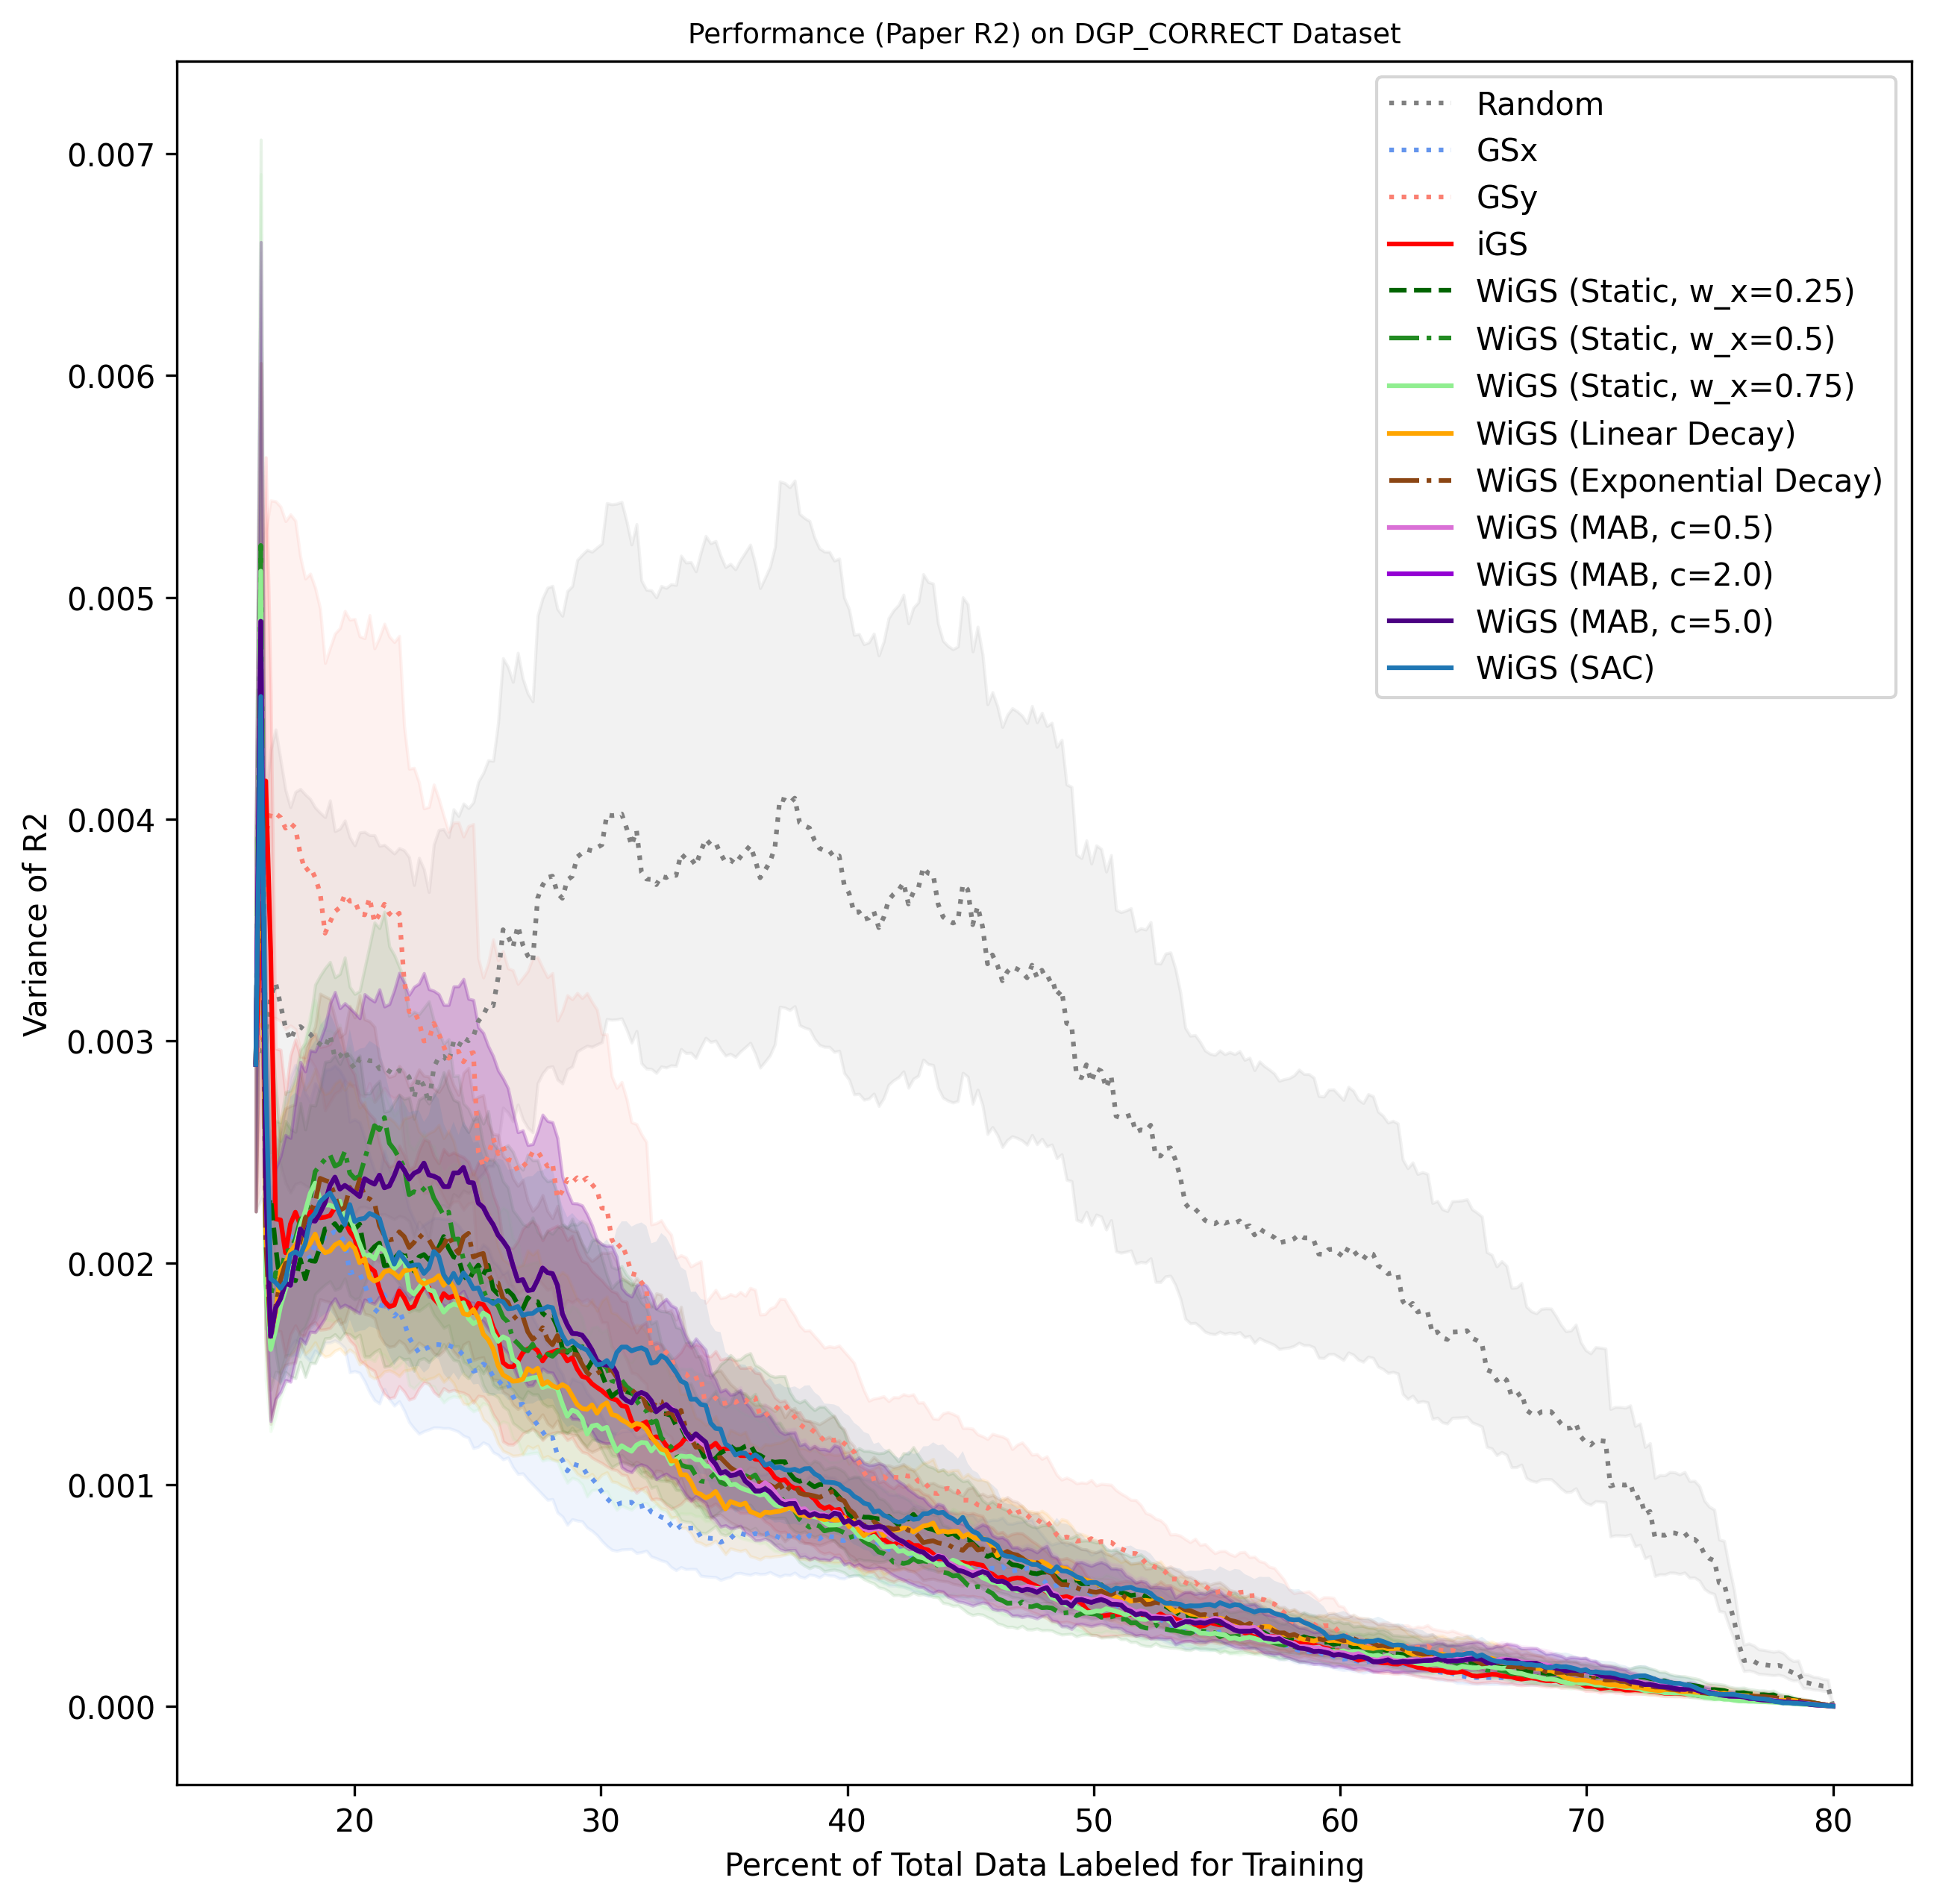 Performance (Paper R2) on DGP_CORRECT Dataset
Random
GSx
GSy
iGS
WiGS (Static, w_x=0.25)
WiGS (Static, w_x=0.5)
WiGS (Static, w_x=0.75)
WiGS (Linear Decay)
WiGS (Exponential Decay)
WiGS (MAB, c=0.5)
WiGS (MAB, c=2.0)
WiGS (MAB, c=5.0)
WiGS (SAC)
Variance of R2
0.007
0.006
0.005
0.004
0.003
0.002
0.001
0.000
20 30 40 50 60 70 80
Percent of Total Data Labeled for Training